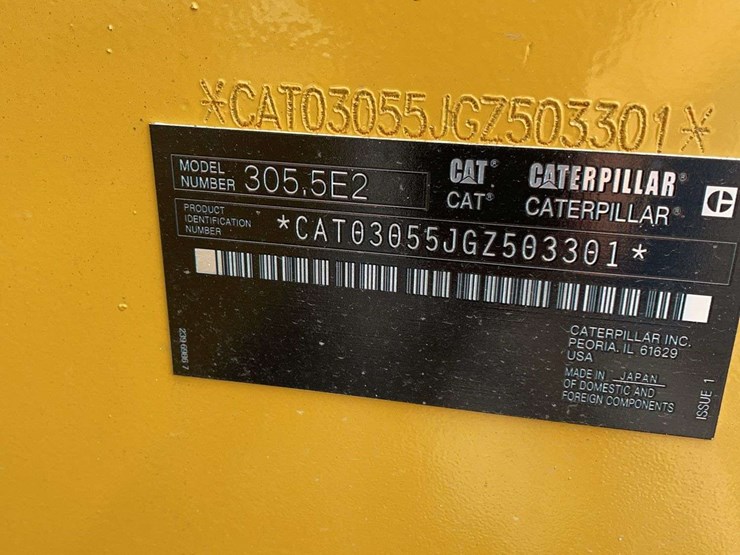 *CAT03055JGZ503301*
MODEL NUMBER 305.5E2
CAT® CATERPILLAR®
CAT® CATERPILLAR®
PRODUCT IDENTIFICATION NUMBER
*CAT03055JGZ503301*
CATERPILLAR INC.
PEORIA, IL 61629
USA
MADE IN JAPAN
OF DOMESTIC AND
FOREIGN COMPONENTS
ISSUE 1